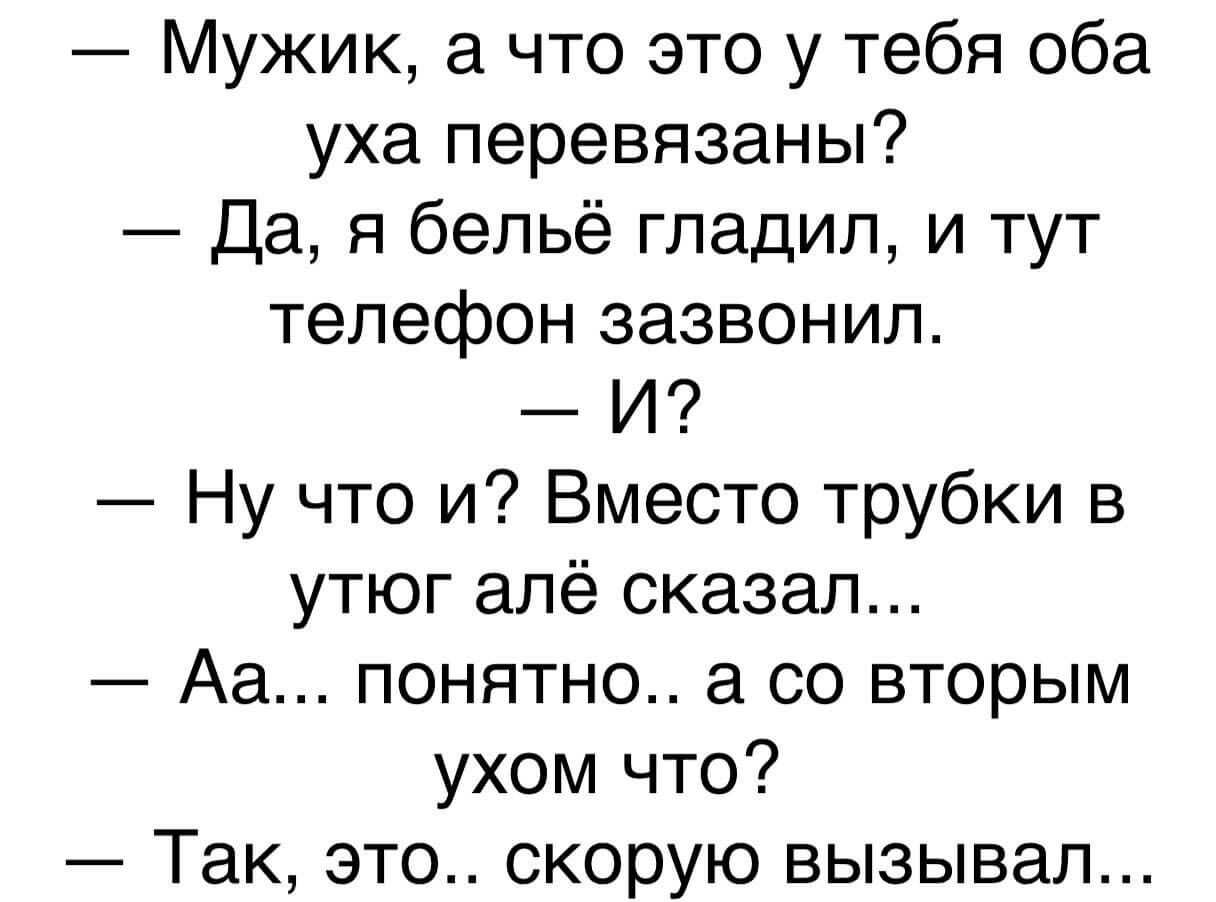 — Мужик, а что это у тебя оба
уха перевязаны?
— Да, я бельё гладил, и тут
телефон зазвонил.
— И?
— Ну что и? Вместо трубки в
утюг алё сказал...
— Аа... понятно.. а со вторым
ухом что?
— Так, это.. скорую вызывал...